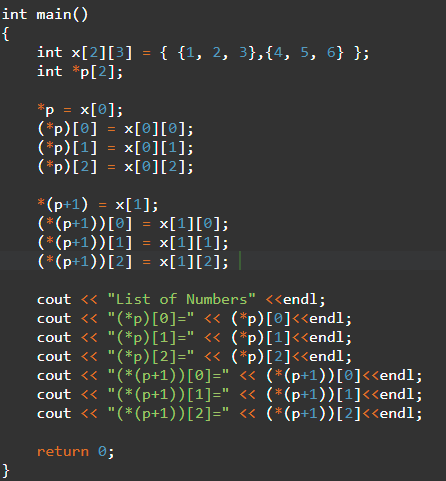 int main()
{
    int x[2][3] = { {1, 2, 3},{4, 5, 6} };
    int *p[2];

    *p = x[0];
    (*p)[0] = x[0][0];
    (*p)[1] = x[0][1];
    (*p)[2] = x[0][2];

    *(p+1) = x[1];
    (*(p+1))[0] = x[1][0];
    (*(p+1))[1] = x[1][1];
    (*(p+1))[2] = x[1][2];

    cout << "List of Numbers" <<endl;
    cout << "(*p)[0]=" << (*p)[0]<<endl;
    cout << "(*p)[1]=" << (*p)[1]<<endl;
    cout << "(*p)[2]=" << (*p)[2]<<endl;
    cout << "(*(p+1))[0]=" << (*(p+1))[0]<<endl;
    cout << "(*(p+1))[1]=" << (*(p+1))[1]<<endl;
    cout << "(*(p+1))[2]=" << (*(p+1))[2]<<endl;

    return 0;
}